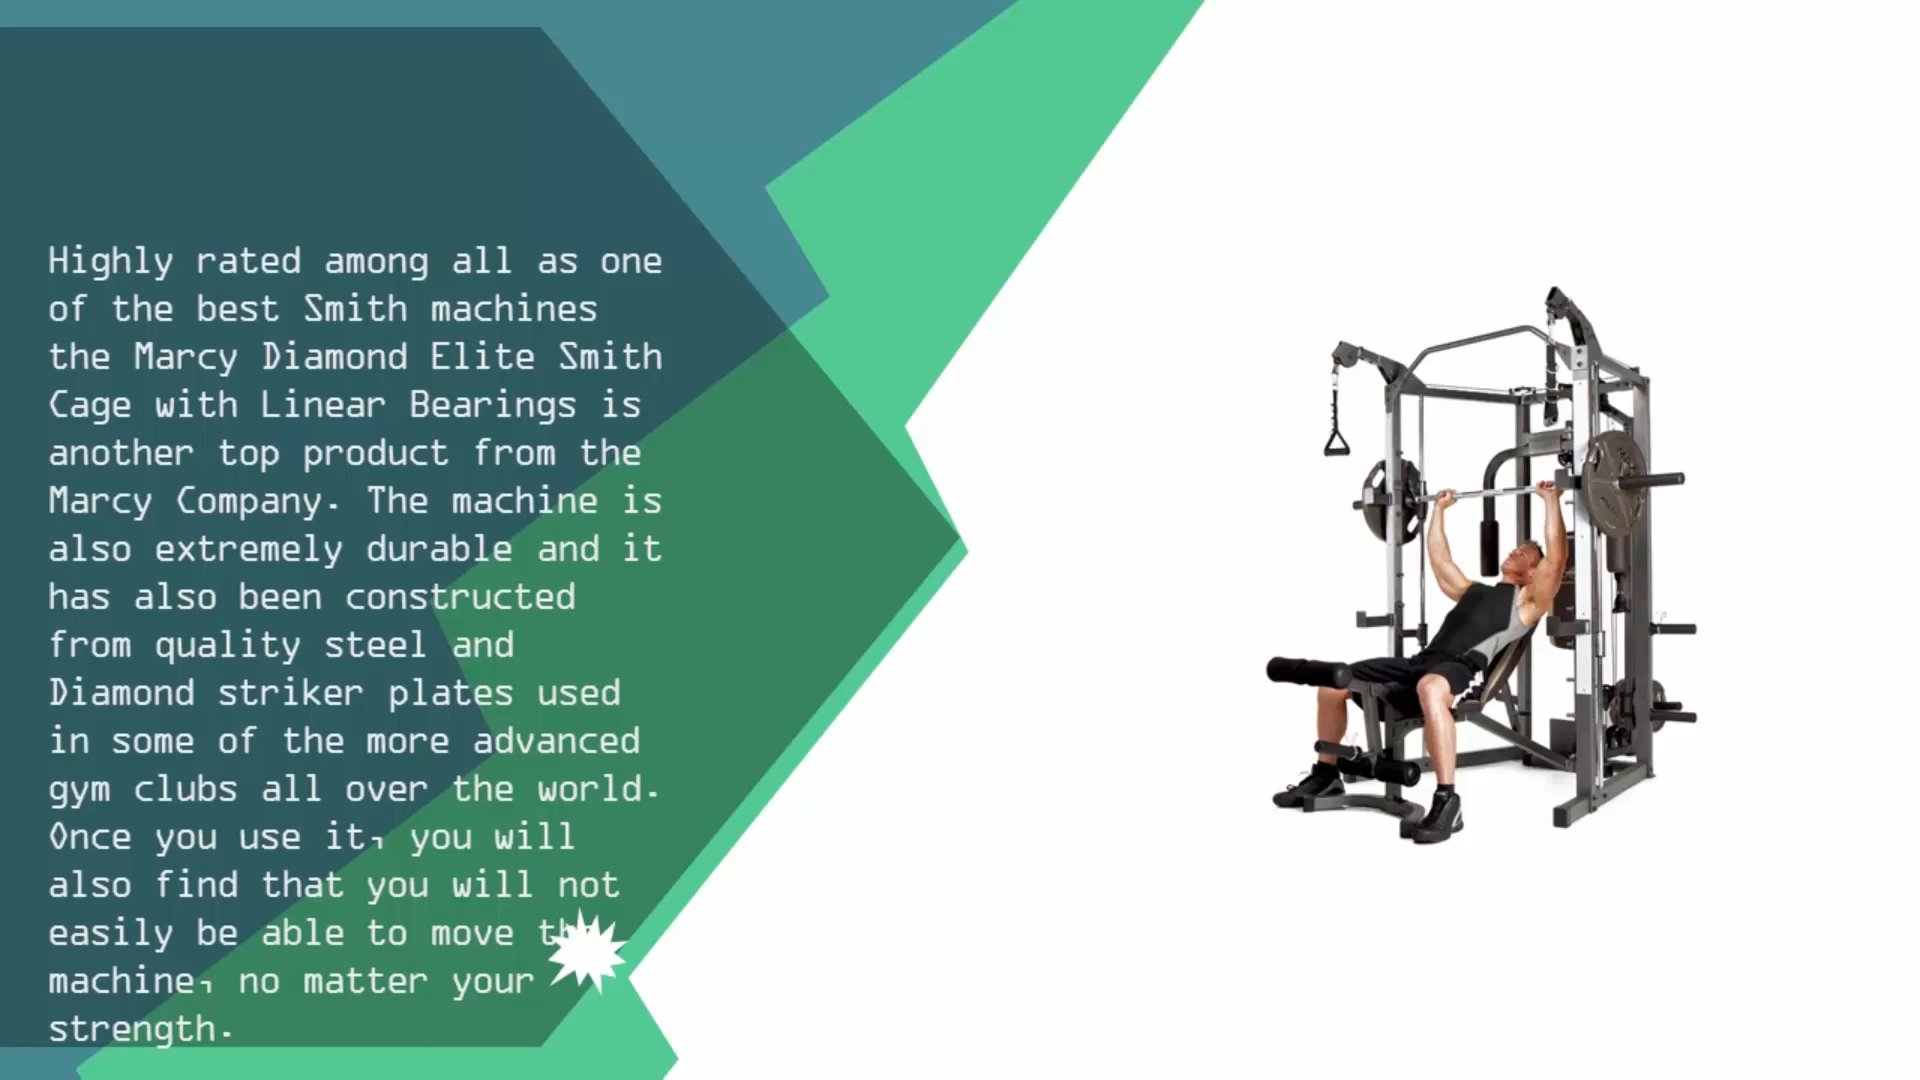 Highly rated among all as one
of the best Smith machines
the Marcy Diamond Elite Smith
Cage with Linear Bearings is
another top product from the
Marcy Company. The machine is
also extremely durable and it
has also been constructed
from quality steel and
Diamond striker plates used
in some of the more advanced
gym clubs all over the world.
Once you use it, you will
also find that you will not
easily be able to move the
machine, no matter your
strength.